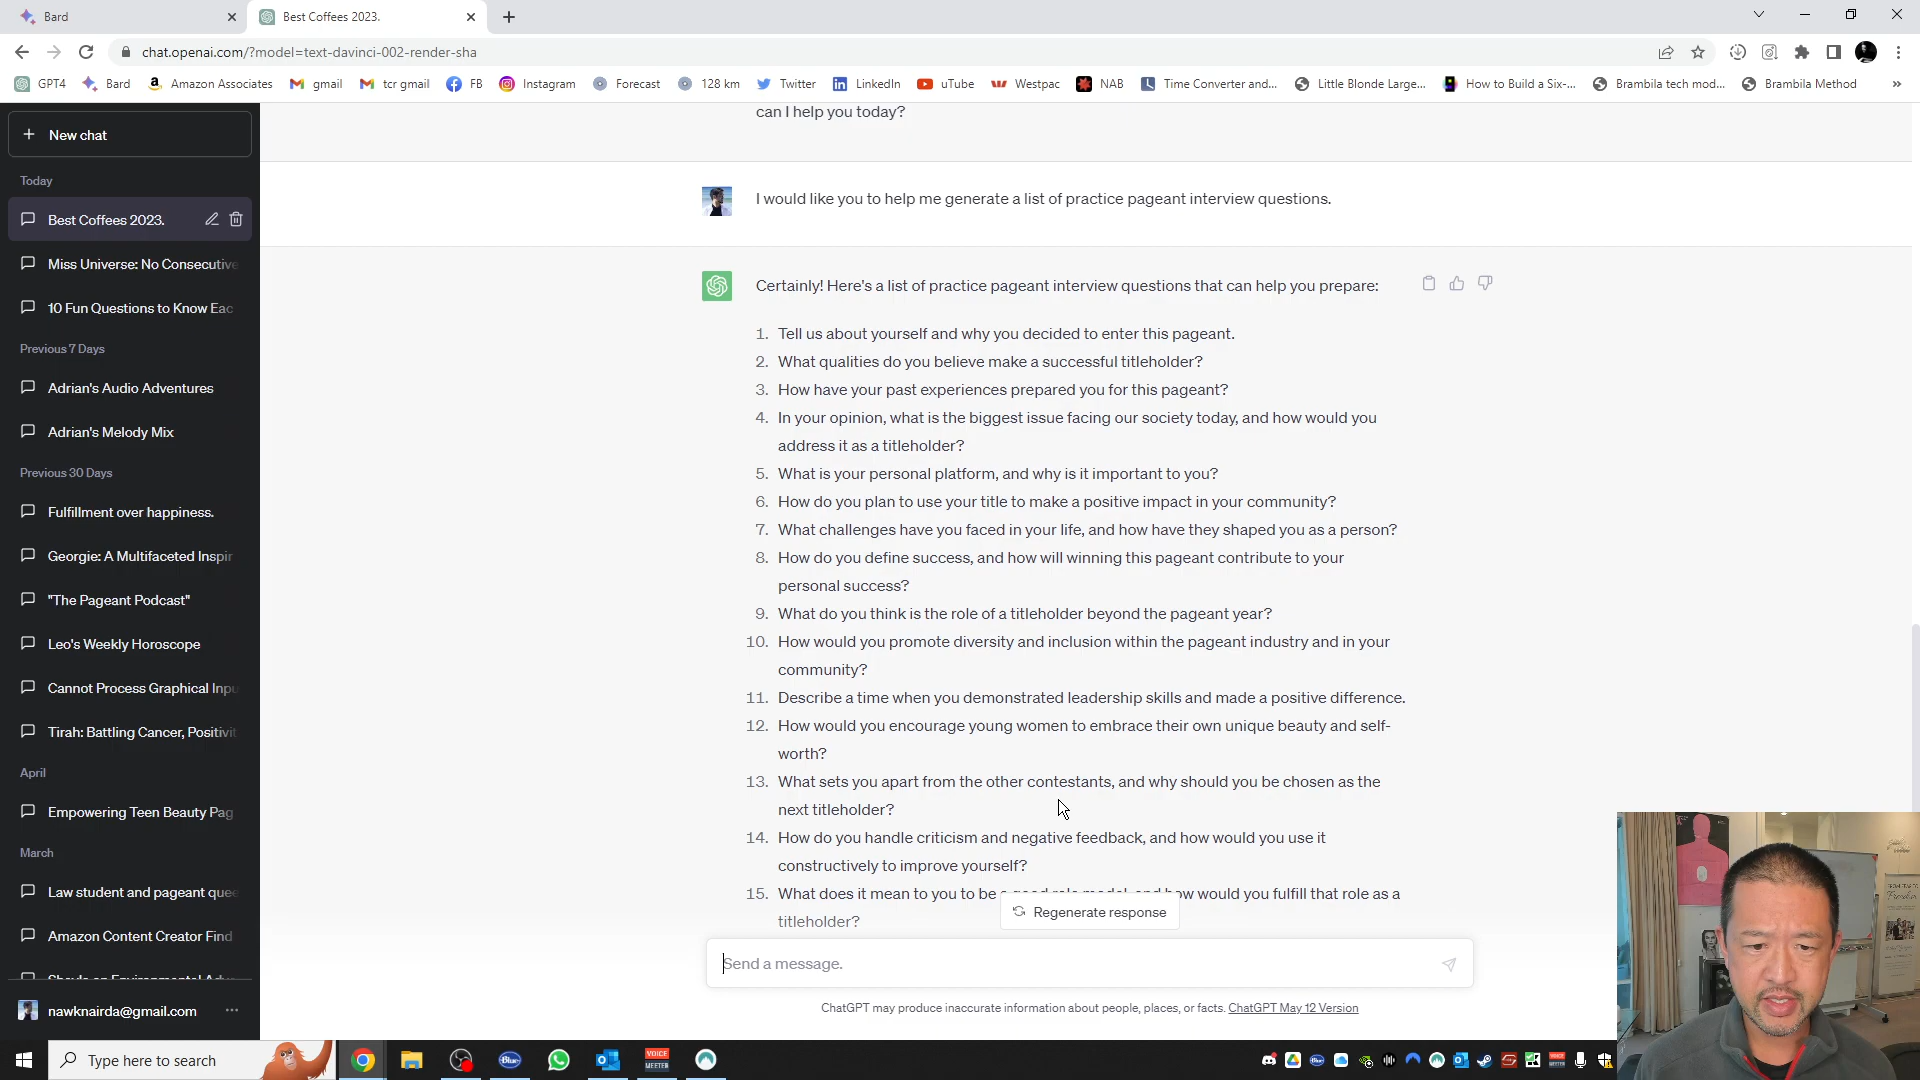 Bard
Best Coffees 2023.
chat.openai.com/?model=text-davinci-002-render-sha
GPT4
Bard
Amazon Associates
gmail
tcr gmail
FB
Instagram
Forecast
128 km
Twitter
LinkedIn
uTube
Westpac
NAB
Time Converter and...
Little Blonde Large...
How to Build a Six-...
Brambila tech mod...
Brambila Method
New chat
Today
Best Coffees 2023.
Miss Universe: No Consecutive
10 Fun Questions to Know Eac
Previous 7 Days
Adrian's Audio Adventures
Adrian's Melody Mix
Previous 30 Days
Fulfillment over happiness.
Georgie: A Multifaceted Inspir
"The Pageant Podcast"
Leo's Weekly Horoscope
Cannot Process Graphical Inpu
Tirah: Battling Cancer, Positivit
April
Empowering Teen Beauty Pag
March
Law student and pageant quee
Amazon Content Creator Find
nawknairda@gmail.com
can I help you today?
I would like you to help me generate a list of practice pageant interview questions.
Certainly! Here's a list of practice pageant interview questions that can help you prepare:
1. Tell us about yourself and why you decided to enter this pageant.
2. What qualities do you believe make a successful titleholder?
3. How have your past experiences prepared you for this pageant?
4. In your opinion, what is the biggest issue facing our society today, and how would you
address it as a titleholder?
5. What is your personal platform, and why is it important to you?
6. How do you plan to use your title to make a positive impact in your community?
7. What challenges have you faced in your life, and how have they shaped you as a person?
8. How do you define success, and how will winning this pageant contribute to your
personal success?
9. What do you think is the role of a titleholder beyond the pageant year?
10. How would you promote diversity and inclusion within the pageant industry and in your
community?
11. Describe a time when you demonstrated leadership skills and made a positive difference.
12. How would you encourage young women to embrace their own unique beauty and self-
worth?
13. What sets you apart from the other contestants, and why should you be chosen as the
next titleholder?
14. How do you handle criticism and negative feedback, and how would you use it
constructively to improve yourself?
15. What does it mean to you to be a good role model, and how would you fulfill that role as a
titleholder?
Regenerate response
Send a message.
ChatGPT may produce inaccurate information about people, places, or facts. ChatGPT May 12 Version
Type here to search
Blue
VOICE
MEETER